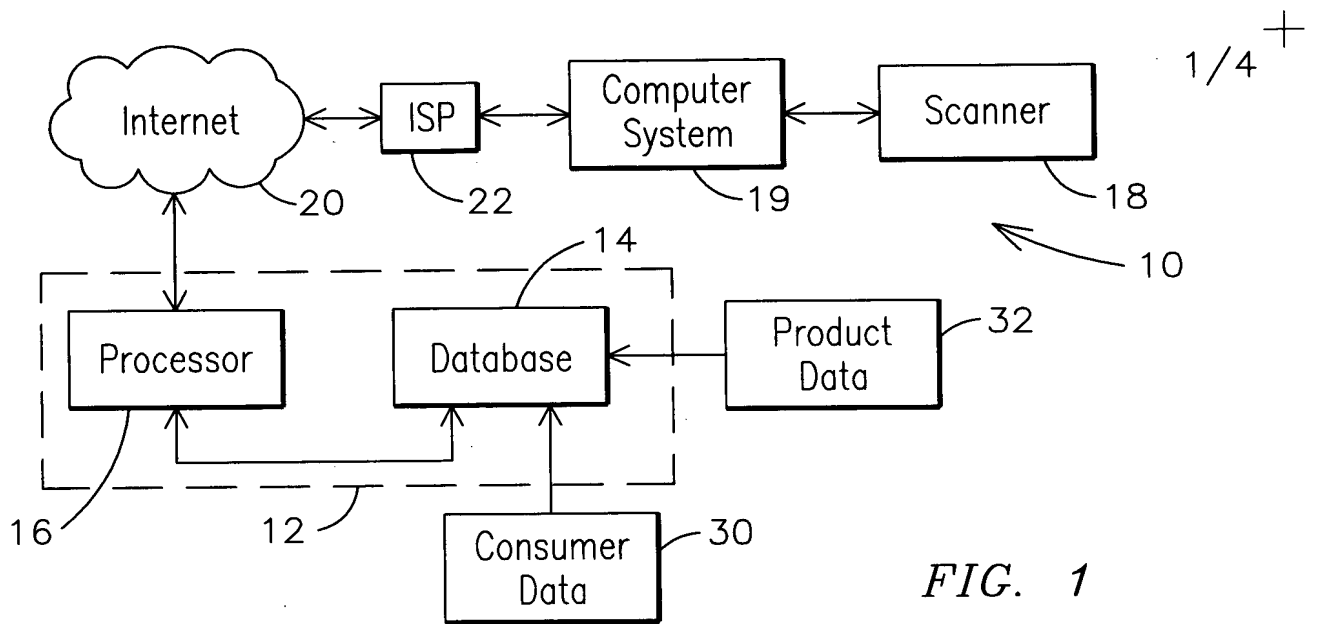 1/4
Internet
ISP
Computer
System
Scanner
20
22
19
18
10
14
Processor
Database
Product
Data
32
16
12
Consumer
Data
30
FIG. 1